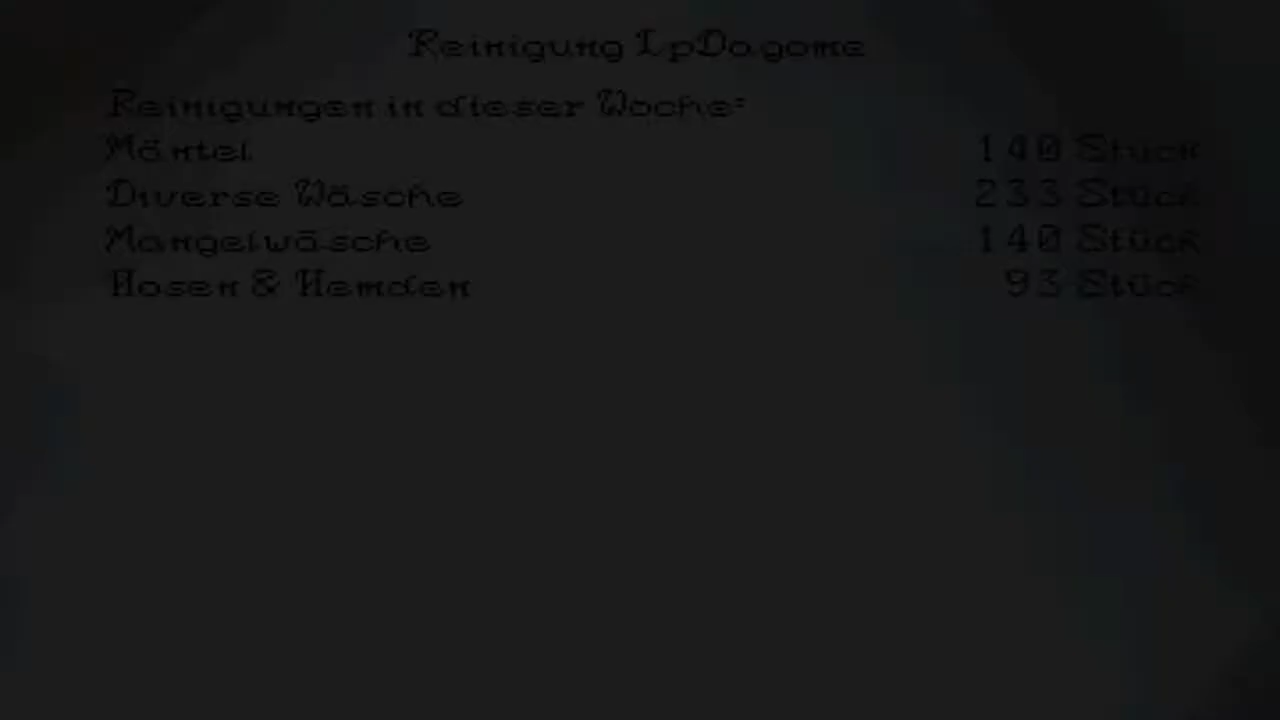 Reinigung LpDagome
Reinigungen in dieser Woche:
Mäntel 140 Stück
Diverse Wäsche 233 Stück
Mangelwäsche 140 Stück
Hosen & Hemden 93 Stück